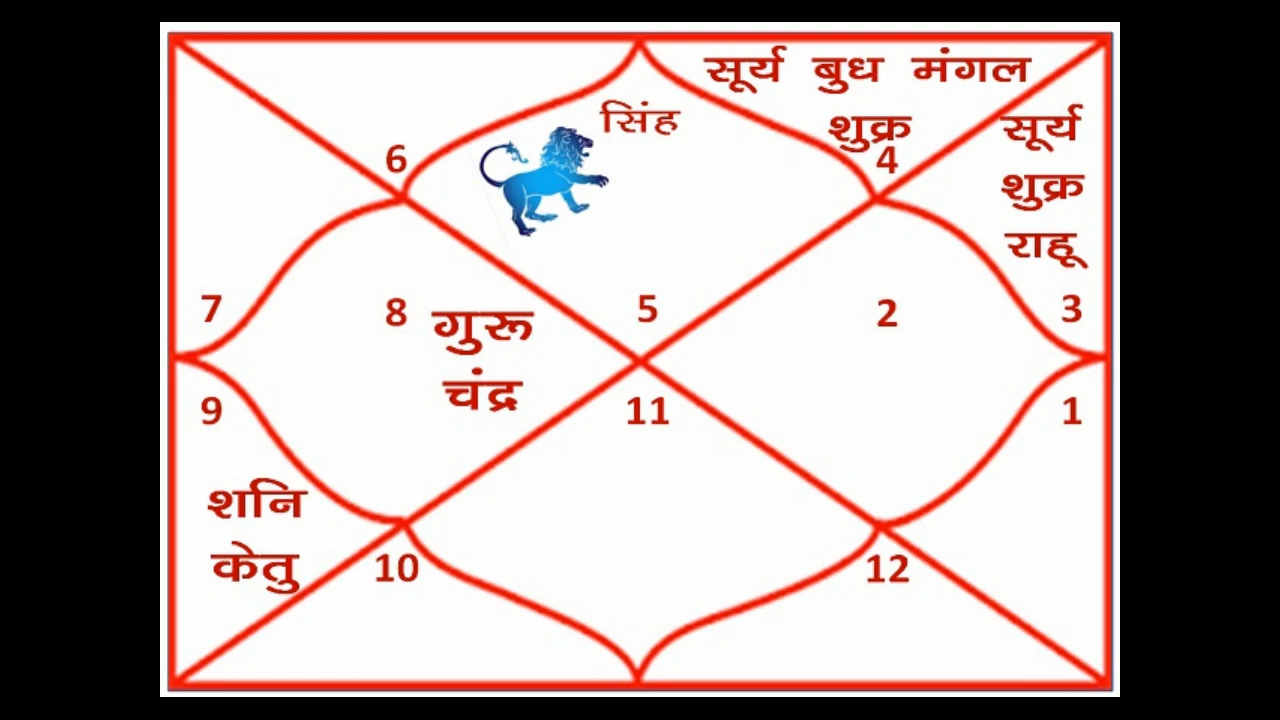 सूर्य बुध मंगल
शुक्र
सिंह
सूर्य
शुक्र
राहू
6
4
7
8
गुरू
चंद्र
5
2
3
9
11
1
शनि
केतु
10
12